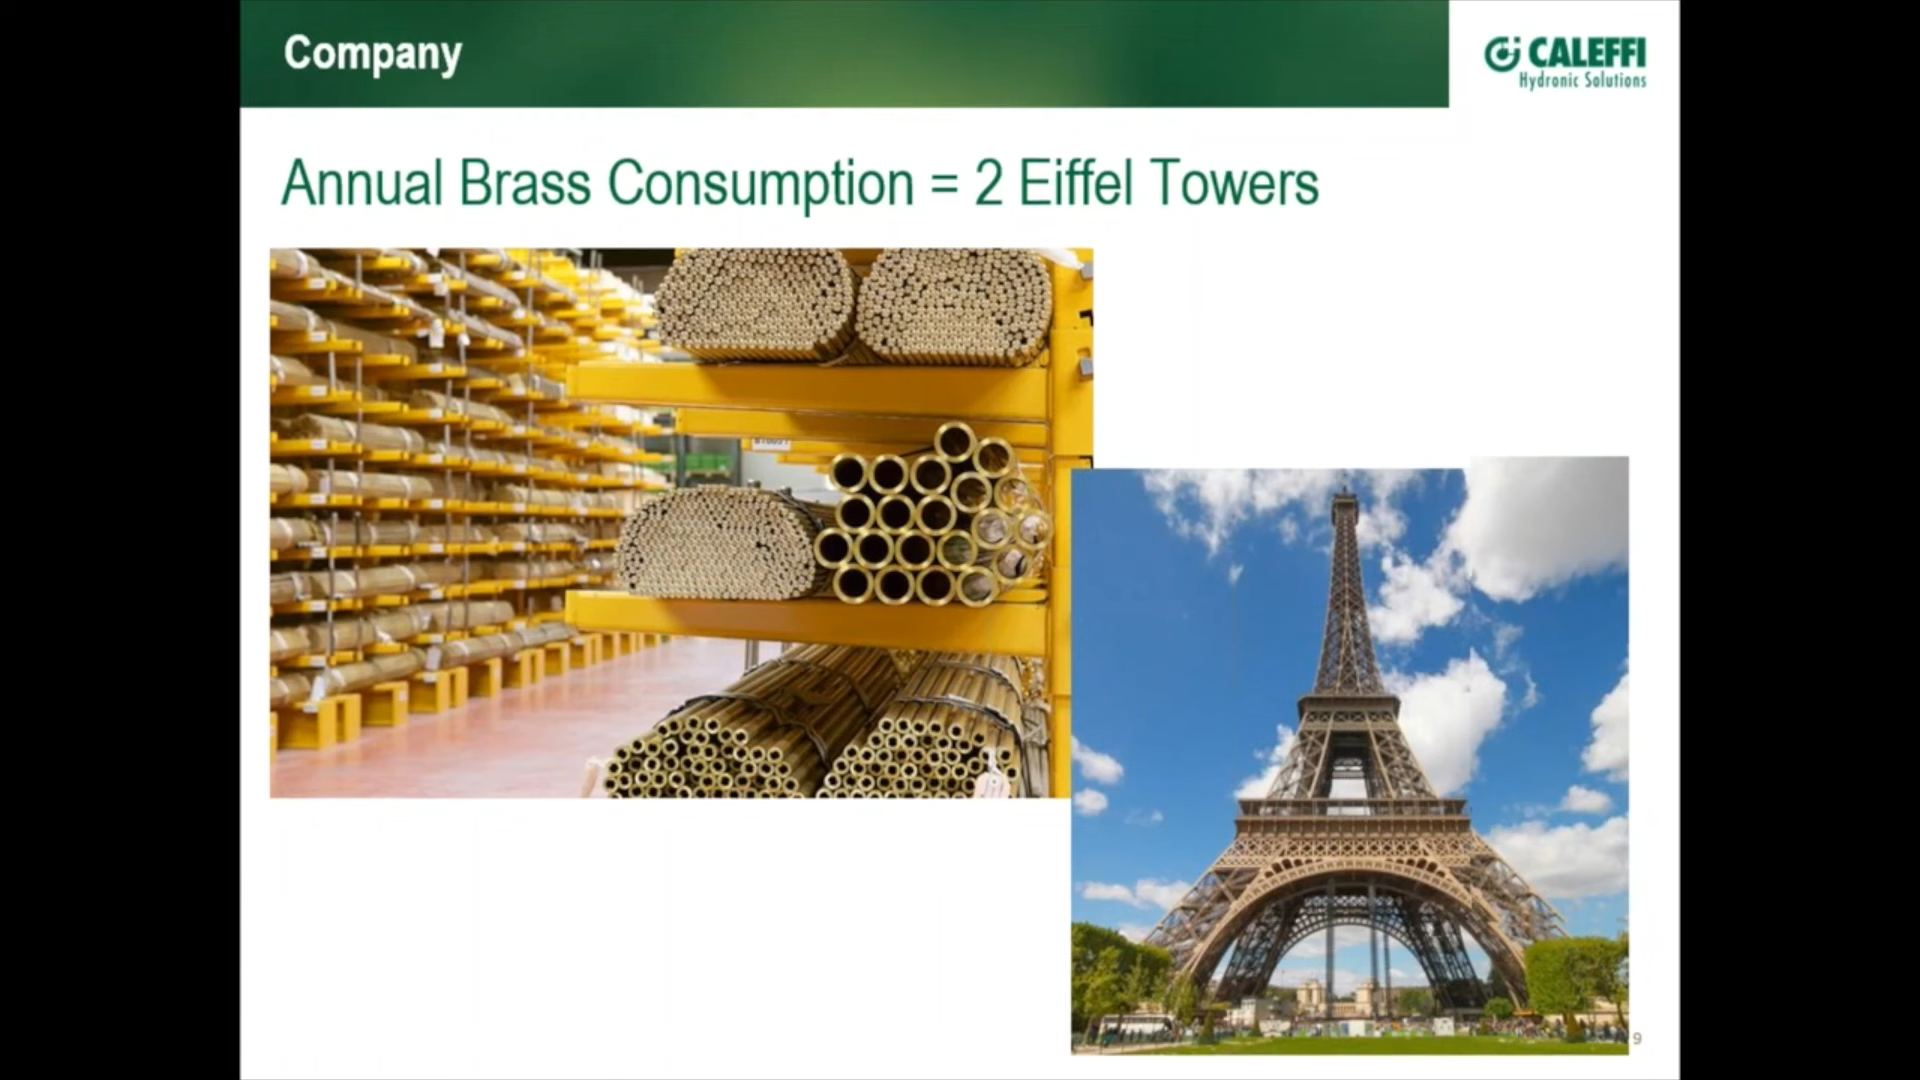 Company
CALEFFI
Hydronic Solutions
Annual Brass Consumption = 2 Eiffel Towers
9